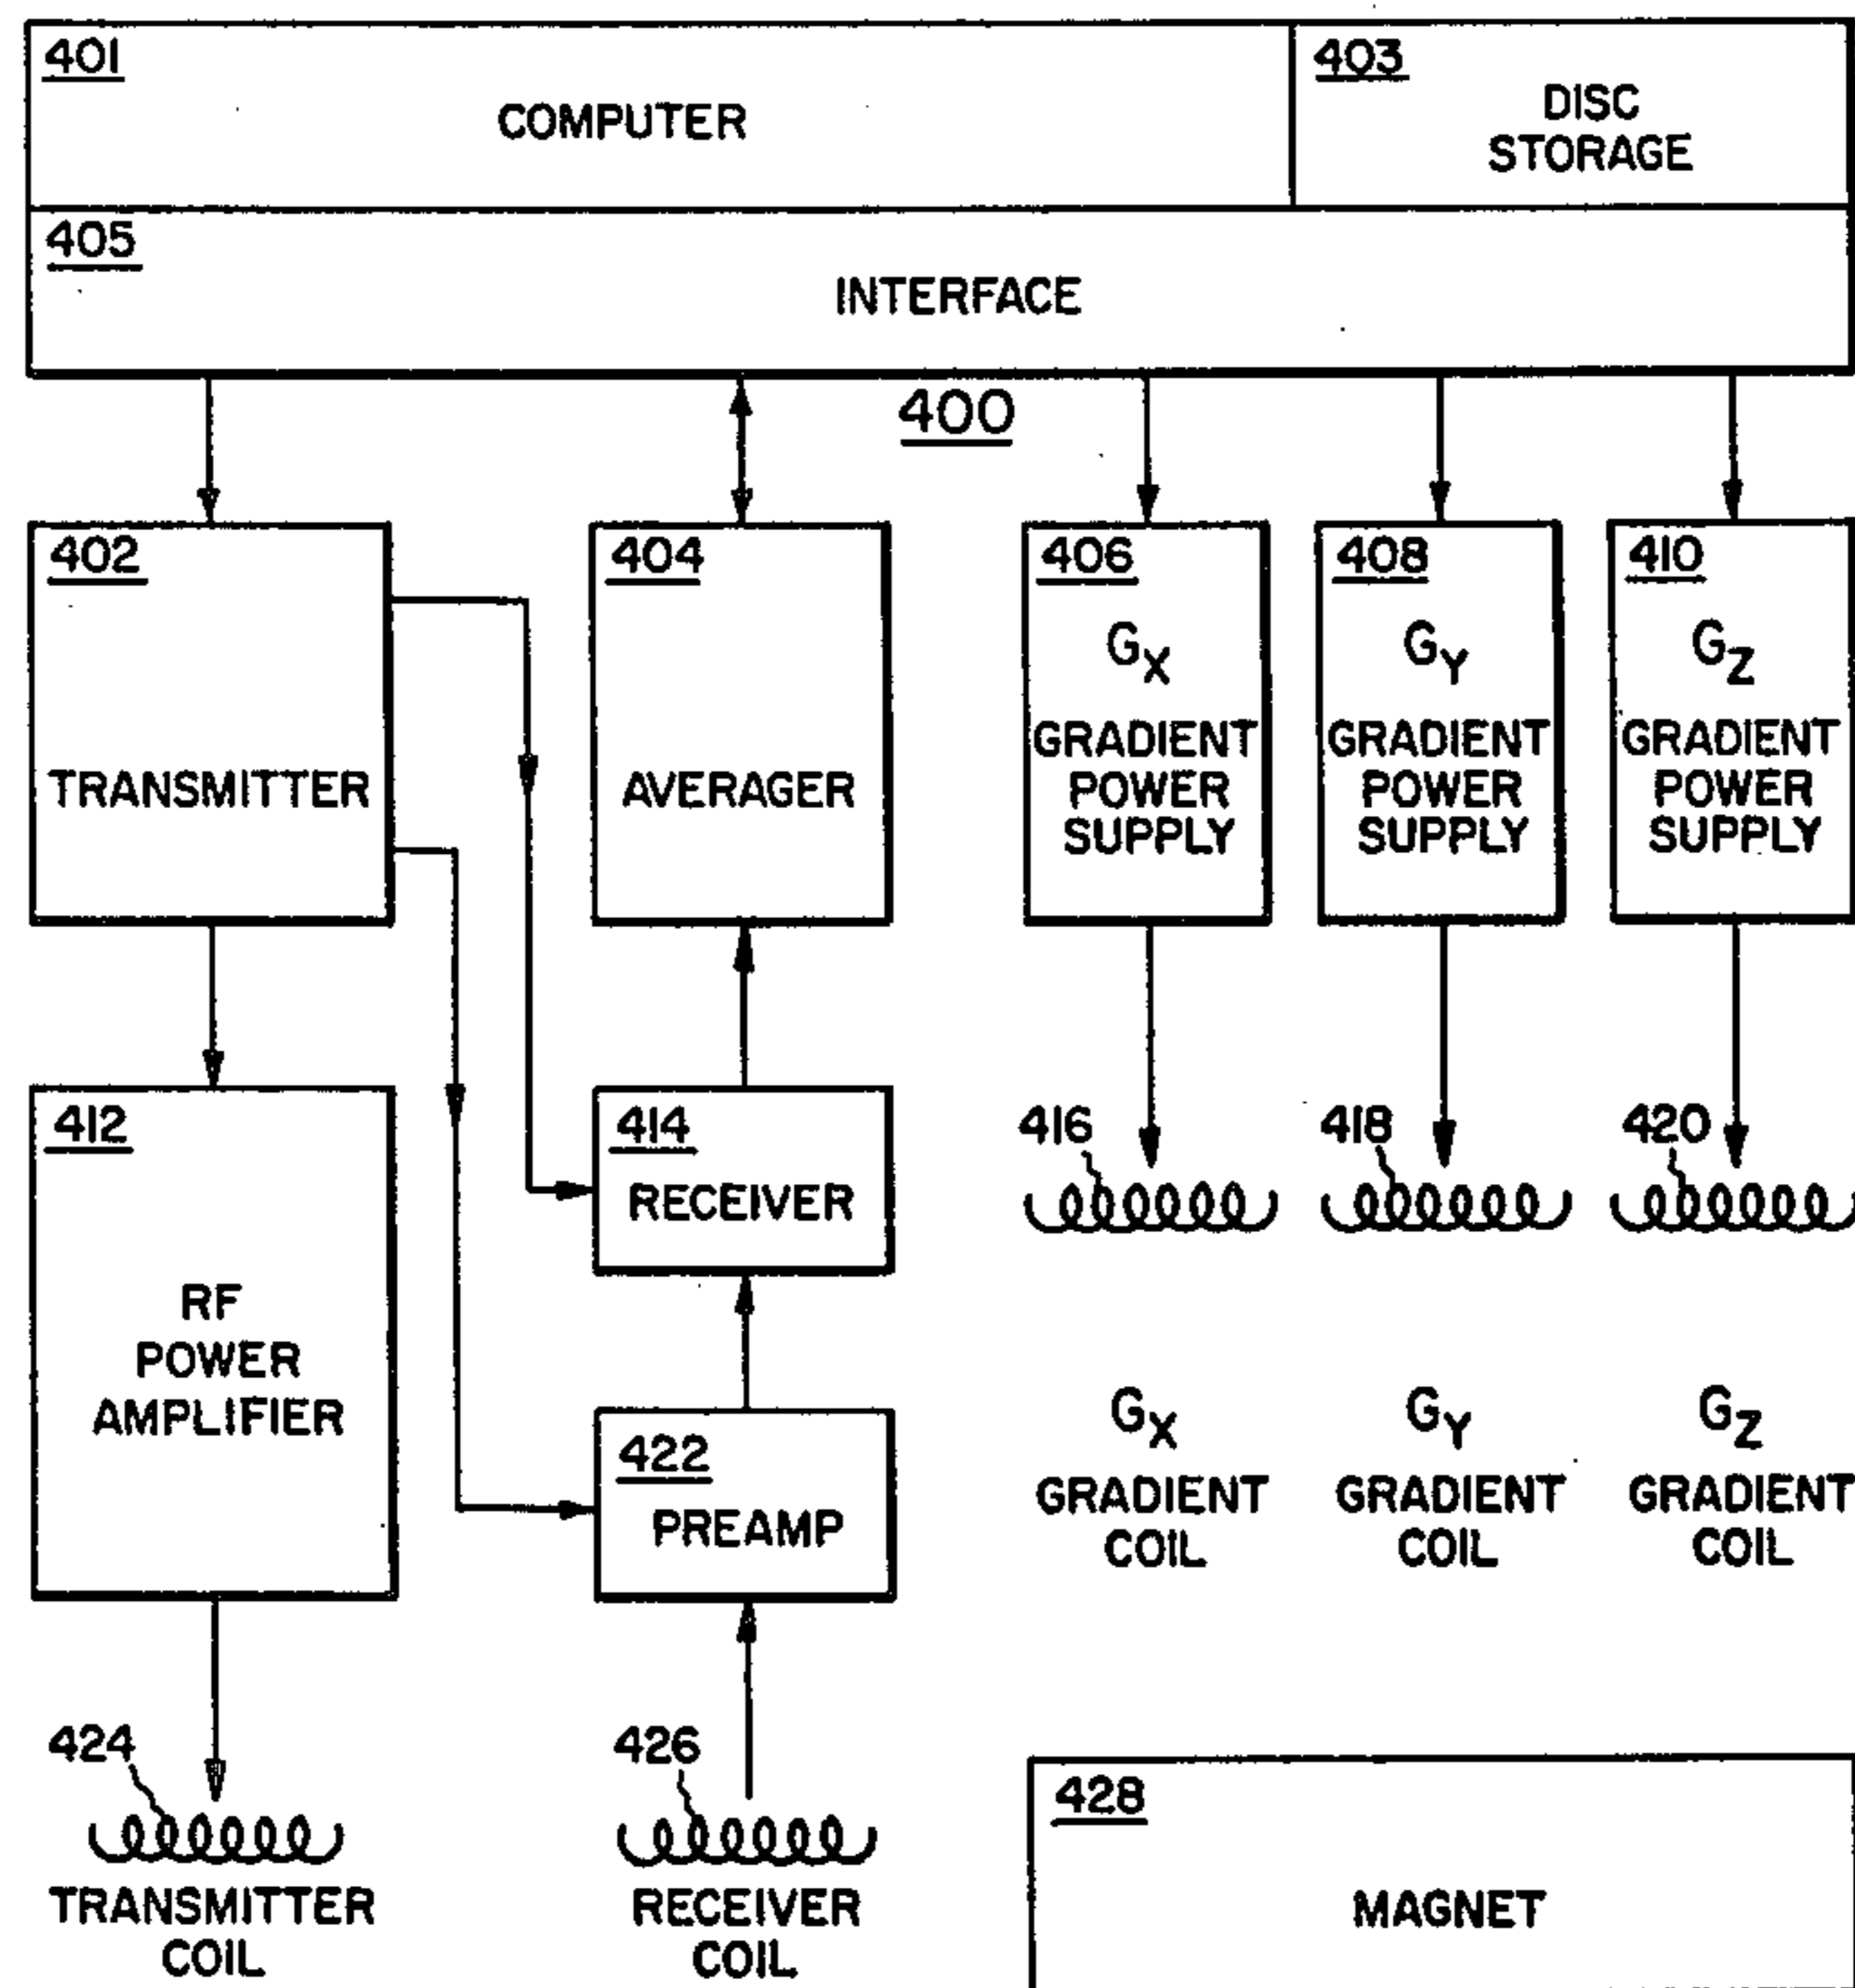 401
COMPUTER
403
DISC
STORAGE
405
INTERFACE
400
402
TRANSMITTER
404
AVERAGER
406
GX
GRADIENT
POWER
SUPPLY
408
GY
GRADIENT
POWER
SUPPLY
410
GZ
GRADIENT
POWER
SUPPLY
412
RF
POWER
AMPLIFIER
414
RECEIVER
416
418
420
422
PREAMP
GX
GRADIENT
COIL
GY
GRADIENT
COIL
GZ
GRADIENT
COIL
424
TRANSMITTER
COIL
426
RECEIVER
COIL
428
MAGNET